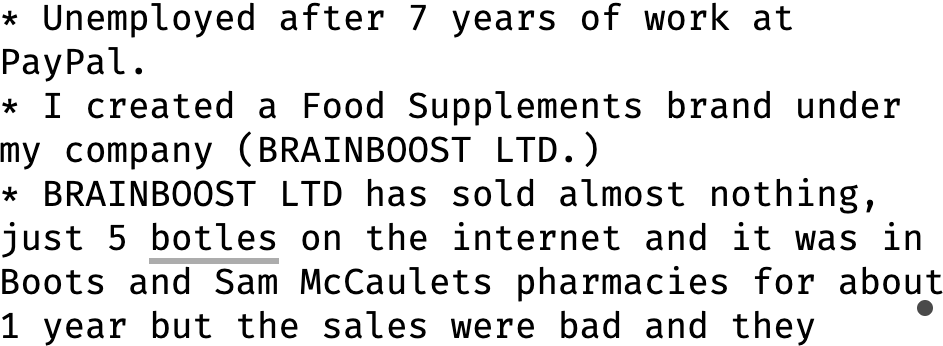 * Unemployed after 7 years of work at
PayPal.
* I created a Food Supplements brand under
my company (BRAINBOOST LTD.)
* BRAINBOOST LTD has sold almost nothing,
just 5 botles on the internet and it was in
Boots and Sam McCaulets pharmacies for about
1 year but the sales were bad and they